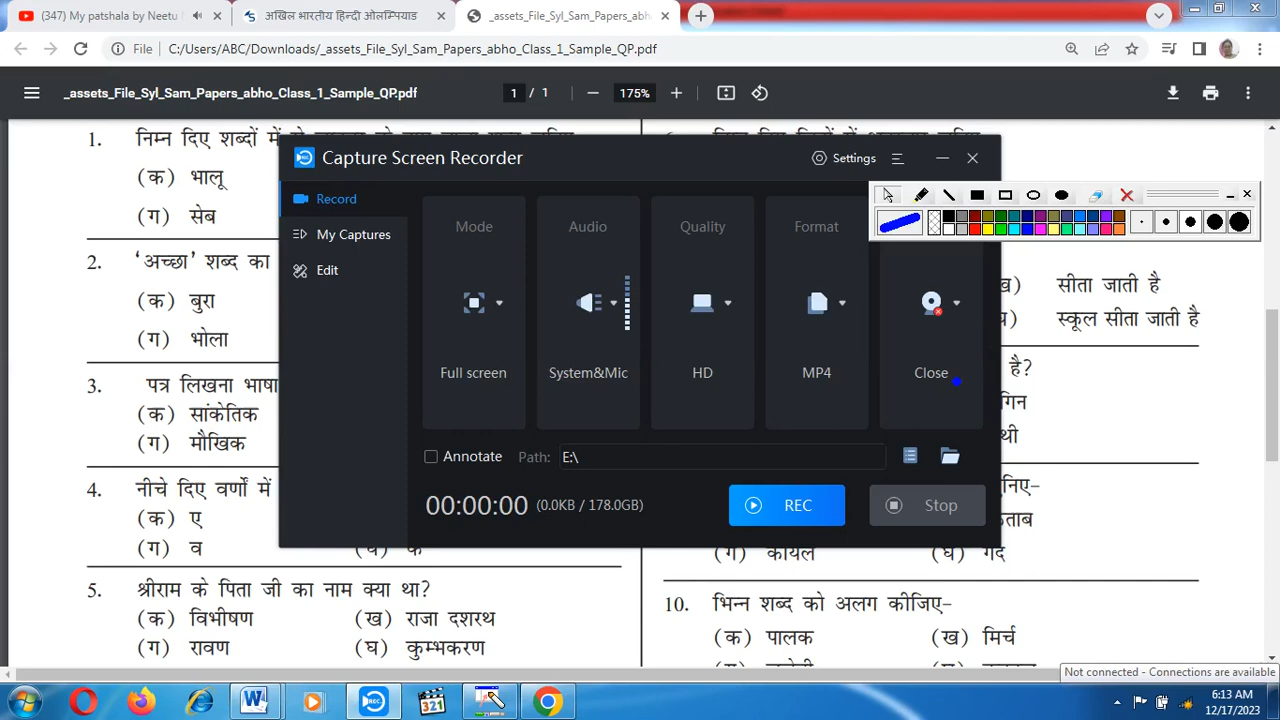 (347) My patshala by Neetu
अखिल भारतीय हिन्दी ओलम्पियाड
_assets_File_Syl_Sam_Papers_abho
File C:/Users/ABC/Downloads/_assets_File_Syl_Sam_Papers_abho_Class_1_Sample_QP.pdf
_assets_File_Syl_Sam_Papers_abho_Class_1_Sample_QP.pdf
1 / 1
175%
1. निम्न दिए शब्दों में
(क) भालू
(ग) सेब
2. ‘अच्छा’ शब्द का
(क) बुरा
(ग) भोला
3. पत्र लिखना भाषा
(क) सांकेतिक
(ग) मौखिक
4. नीचे दिए वर्णों में
(क) ए
(ग) व
5. श्रीराम के पिता जी का नाम क्या था?
(क) विभीषण (ख) राजा दशरथ
(ग) रावण (घ) कुम्भकरण
Capture Screen Recorder
Settings
Record
My Captures
Edit
Mode Audio Quality Format
Full screen System&Mic HD MP4 Close
Annotate Path: E:\
00:00:00 (0.0KB / 178.0GB)
REC
Stop
सीता जाती है
स्कूल सीता जाती है
है?
(ग) कोयल (घ) गेंद
10. भिन्न शब्द को अलग कीजिए–
(क) पालक (ख) मिर्च
Not connected - Connections are available
321
REC
6:13 AM
12/17/2023